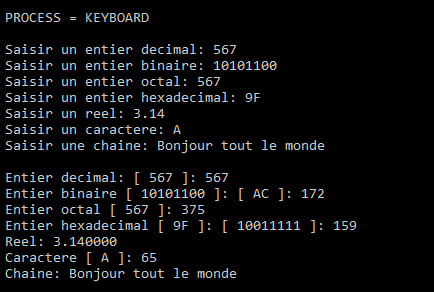 PROCESS = KEYBOARD
Saisir un entier decimal: 567
Saisir un entier binaire: 10101100
Saisir un entier octal: 567
Saisir un entier hexadecimal: 9F
Saisir un reel: 3.14
Saisir un caractere: A
Saisir une chaine: Bonjour tout le monde
Entier decimal: [ 567 ]: 567
Entier binaire [ 10101100 ]: [ AC ]: 172
Entier octal [ 567 ]: 375
Entier hexadecimal [ 9F ]: [ 10011111 ]: 159
Reel: 3.140000
Caractere [ A ]: 65
Chaine: Bonjour tout le monde